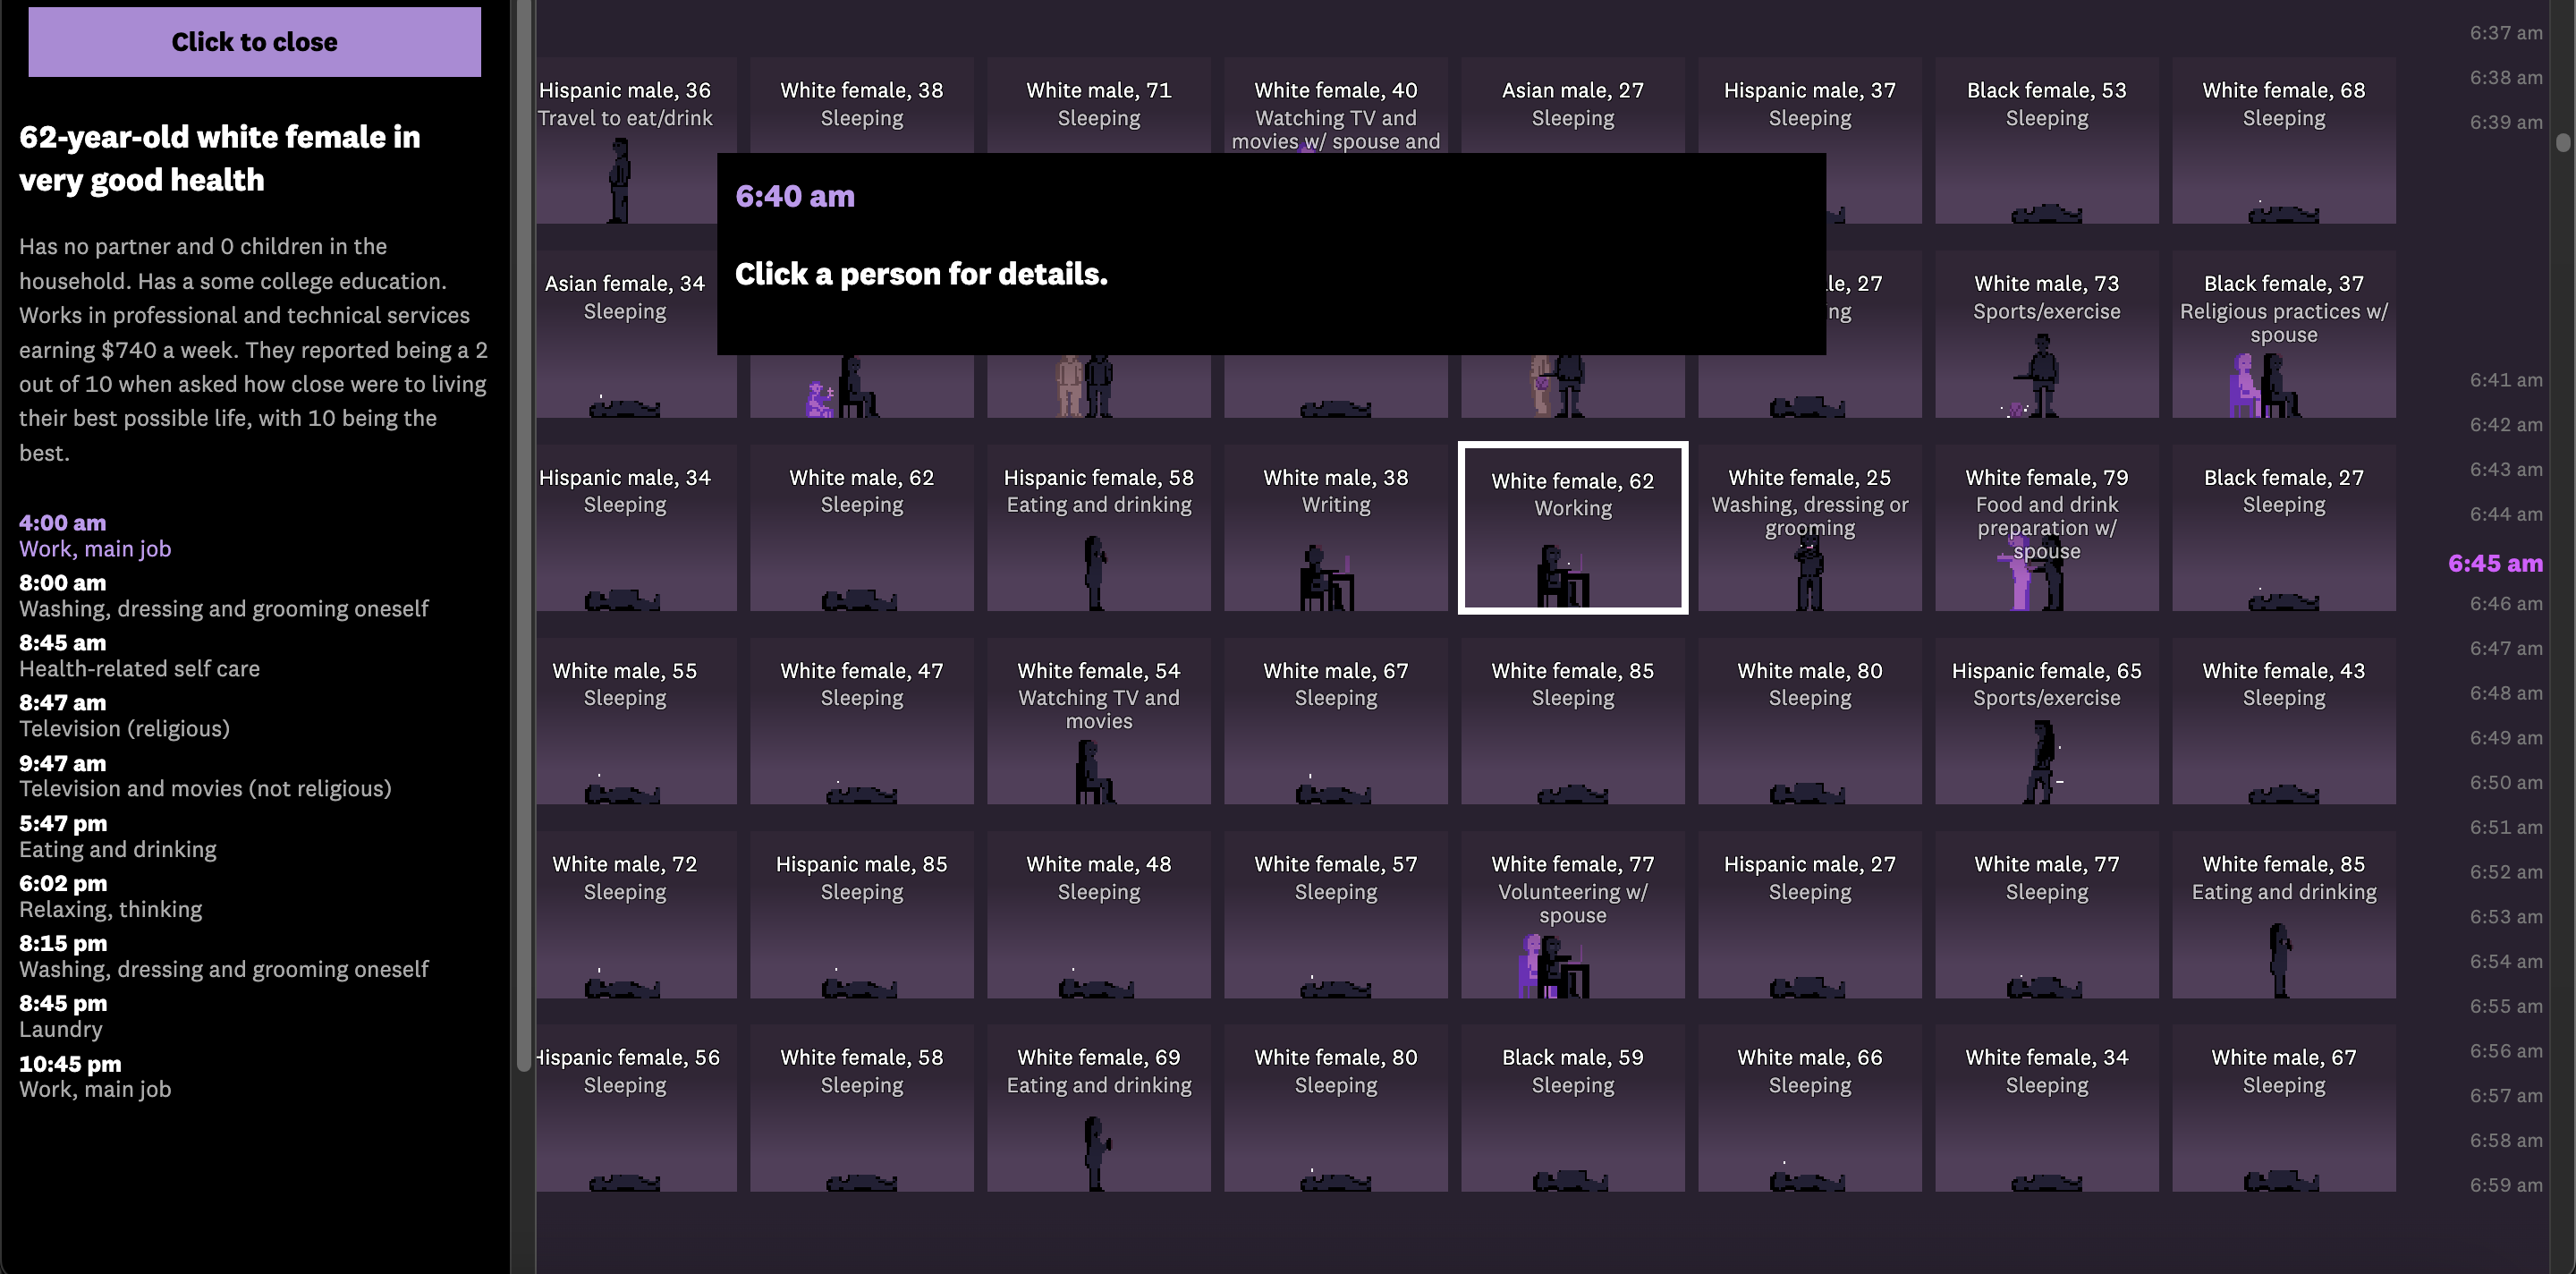 Click to close
62-year-old white female in
very good health
Has no partner and 0 children in the
household. Has a some college education.
Works in professional and technical services
earning $740 a week. They reported being a 2
out of 10 when asked how close were to living
their best possible life, with 10 being the
best.
4:00 am
Work, main job
8:00 am
Washing, dressing and grooming oneself
8:45 am
Health-related self care
8:47 am
Television (religious)
9:47 am
Television and movies (not religious)
5:47 pm
Eating and drinking
6:02 pm
Relaxing, thinking
8:15 pm
Washing, dressing and grooming oneself
8:45 pm
Laundry
10:45 pm
Work, main job
Hispanic male, 36
Travel to eat/drink
White female, 38
Sleeping
White male, 71
Sleeping
White female, 40
Watching TV and
movies w/ spouse and
Asian male, 27
Sleeping
Hispanic male, 37
Sleeping
Black female, 53
Sleeping
White female, 68
Sleeping
6:40 am
Click a person for details.
Asian female, 34
Sleeping
le, 27
ng
White male, 73
Sports/exercise
Black female, 37
Religious practices w/
spouse
Hispanic male, 34
Sleeping
White male, 62
Sleeping
Hispanic female, 58
Eating and drinking
White male, 38
Writing
White female, 62
Working
White female, 25
Washing, dressing or
grooming
White female, 79
Food and drink
preparation w/
spouse
Black female, 27
Sleeping
White male, 55
Sleeping
White female, 47
Sleeping
White female, 54
Watching TV and
movies
White male, 67
Sleeping
White female, 85
Sleeping
White male, 80
Sleeping
Hispanic female, 65
Sports/exercise
White female, 43
Sleeping
White male, 72
Sleeping
Hispanic male, 85
Sleeping
White male, 48
Sleeping
White female, 57
Sleeping
White female, 77
Volunteering w/
spouse
Hispanic male, 27
Sleeping
White male, 77
Sleeping
White female, 85
Eating and drinking
Hispanic female, 56
Sleeping
White female, 58
Sleeping
White female, 69
Eating and drinking
White female, 80
Sleeping
Black male, 59
Sleeping
White male, 66
Sleeping
White female, 34
Sleeping
White male, 67
Sleeping
6:37 am
6:38 am
6:39 am
6:41 am
6:42 am
6:43 am
6:44 am
6:45 am
6:46 am
6:47 am
6:48 am
6:49 am
6:50 am
6:51 am
6:52 am
6:53 am
6:54 am
6:55 am
6:56 am
6:57 am
6:58 am
6:59 am